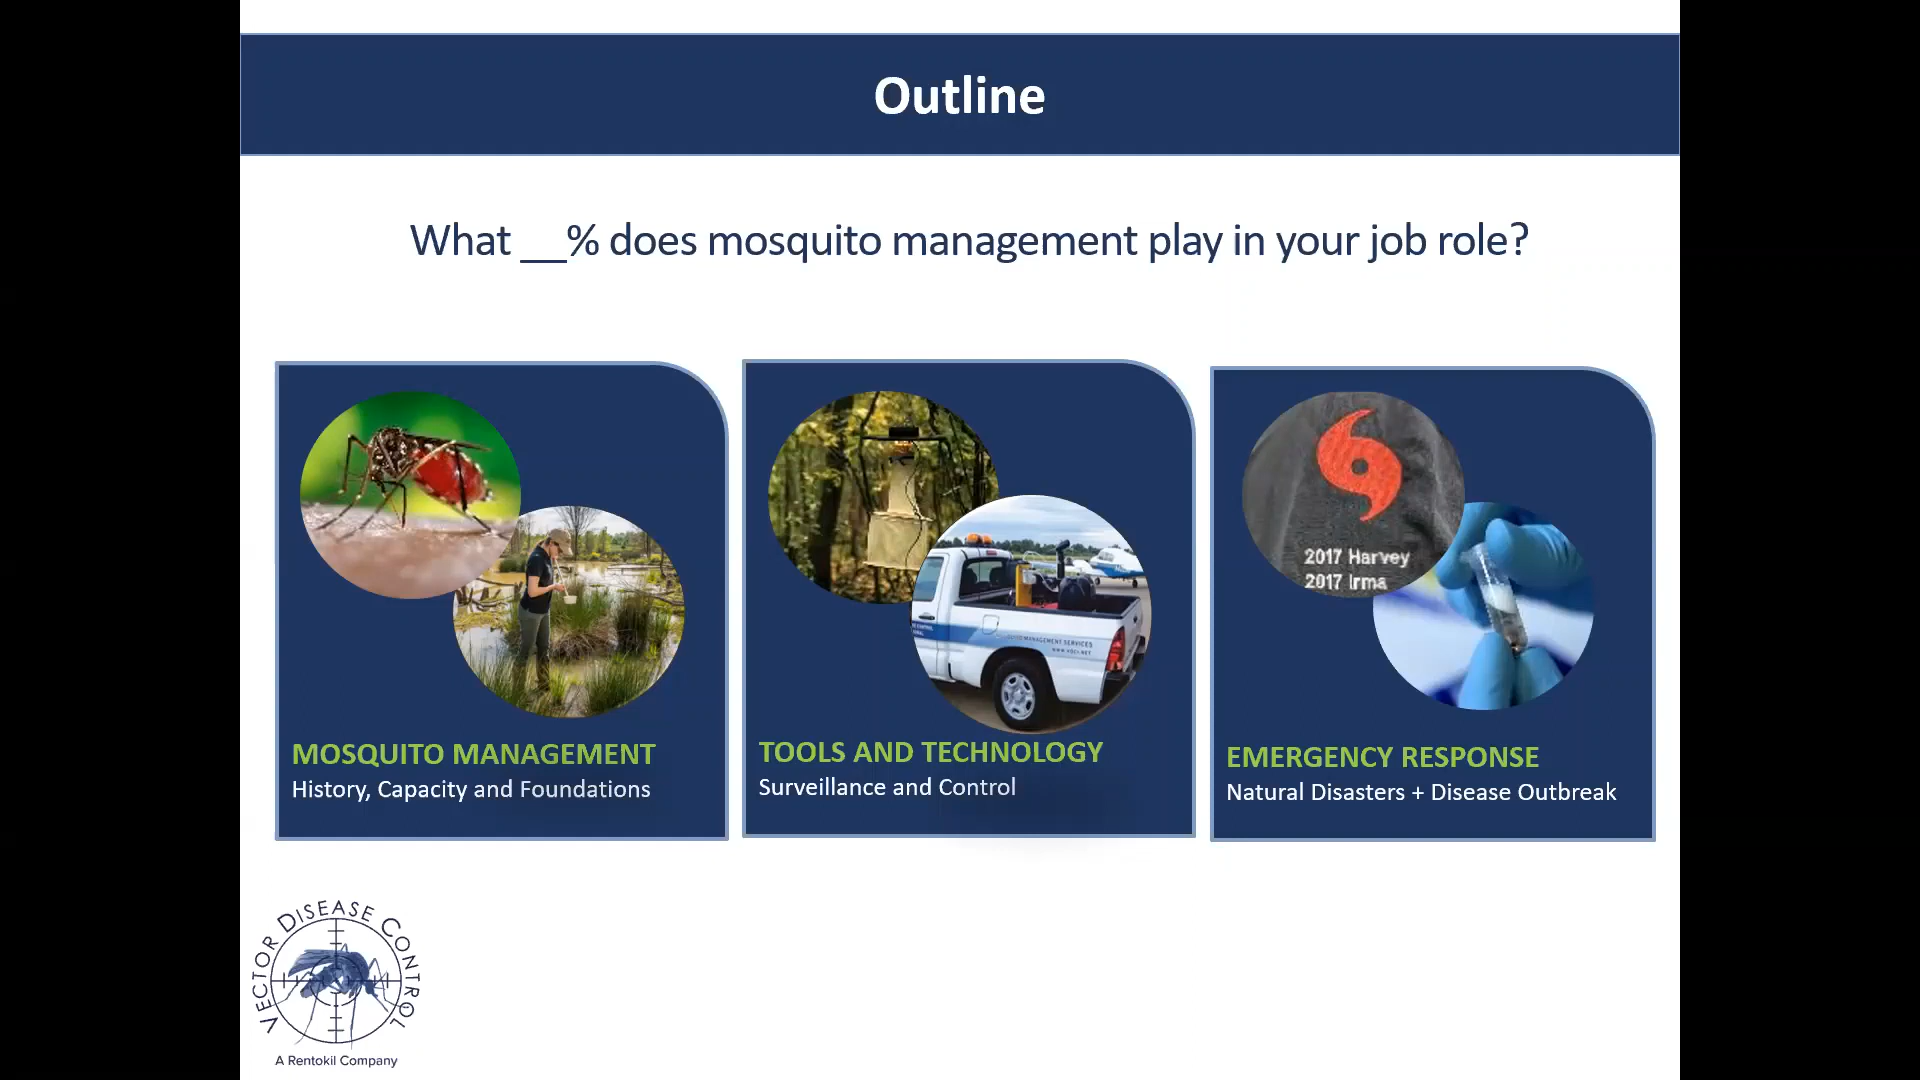 Outline
What __% does mosquito management play in your job role?
2017 Harvey
2017 Irma
MANAGEMENT SERVICES
MOSQUITO MANAGEMENT
History, Capacity and Foundations
TOOLS AND TECHNOLOGY
Surveillance and Control
EMERGENCY RESPONSE
Natural Disasters + Disease Outbreak
VECTOR DISEASE CONTROL
A Rentokil Company